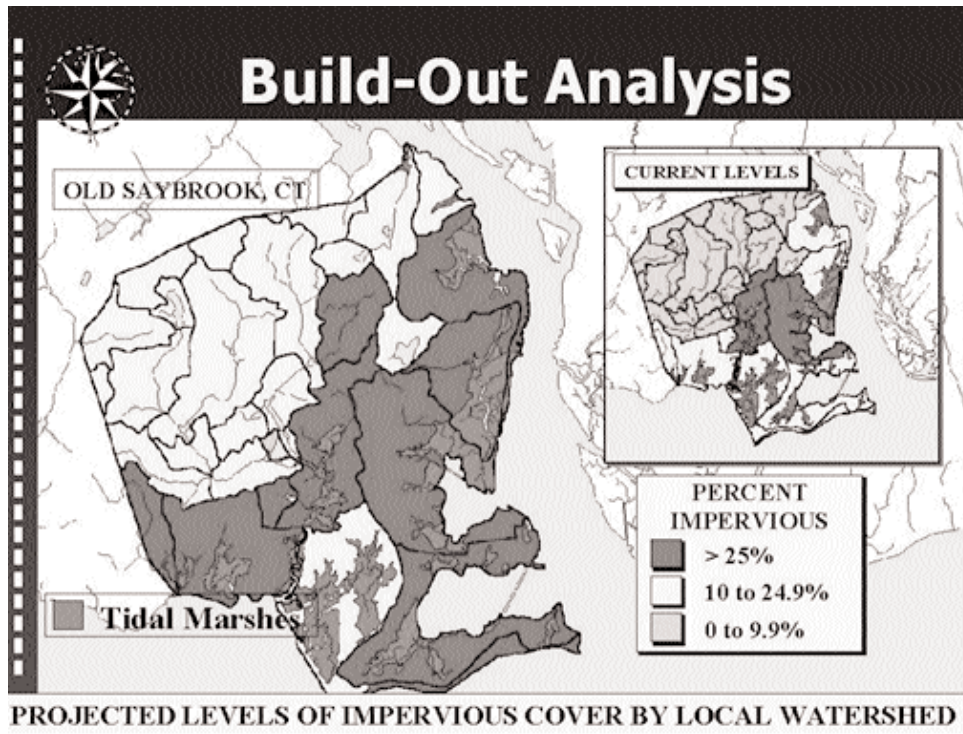 Build-Out Analysis
OLD SAYBROOK, CT
CURRENT LEVELS
PERCENT
IMPERVIOUS
> 25%
10 to 24.9%
0 to 9.9%
Tidal Marshes
PROJECTED LEVELS OF IMPERVIOUS COVER BY LOCAL WATERSHED